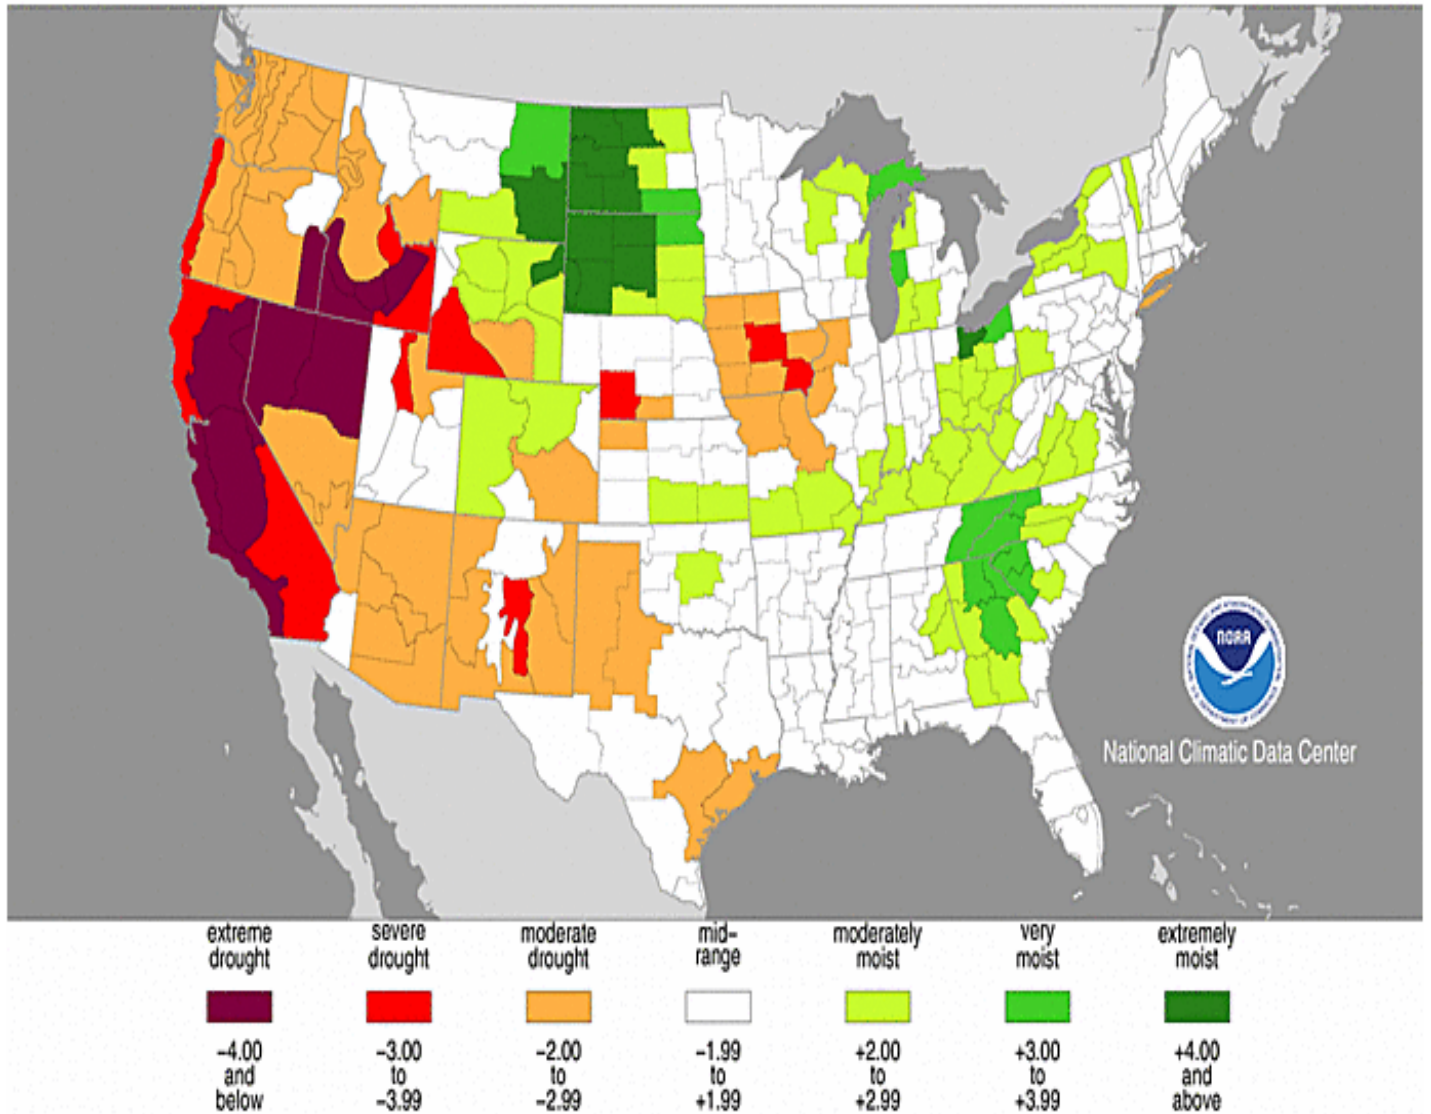 NOAA
National Climatic Data Center
extreme drought
severe drought
moderate drought
mid-range
moderately moist
very moist
extremely moist
-4.00 and below
-3.00 to -3.99
-2.00 to -2.99
-1.99 to +1.99
+2.00 to +2.99
+3.00 to +3.99
+4.00 and above